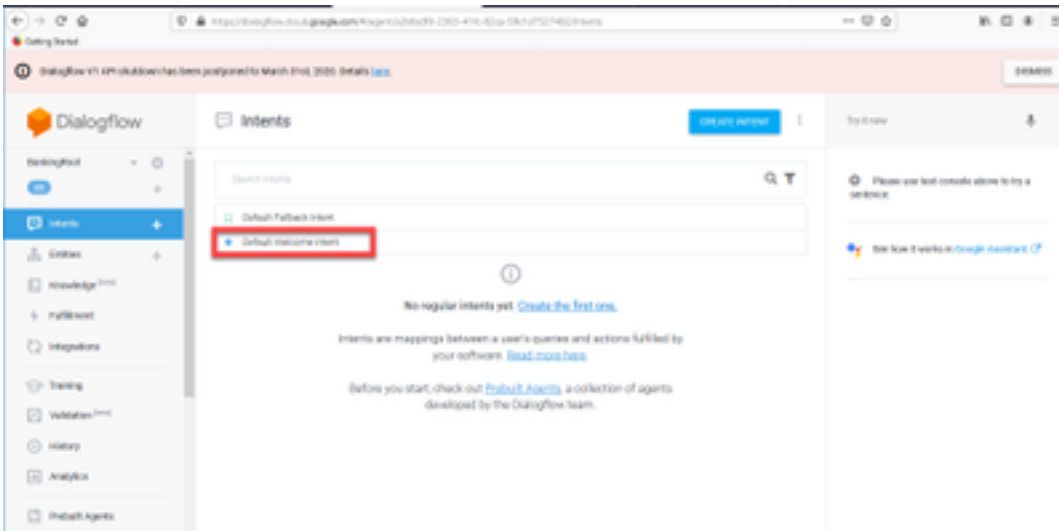 Getting Started
Dialogflow V1 API shutdown has been postponed to March 31st, 2020. Details here.
DISMISS
Dialogflow
Intents
CREATE INTENT
Try it now
Search intents
Please use test console above to try a
sentence.
Intents
Default Fallback Intent
Default Welcome Intent
Entities
See how it works in Google Assistant.
Knowledge [beta]
No regular intents yet. Create the first one.
Fulfillment
Intents are mappings between a user's queries and actions fulfilled by
your software. Read more here.
Integrations
Before you start, check out Prebuilt Agents, a collection of agents
developed by the Dialogflow team.
Training
Validation [beta]
History
Analytics
Prebuilt Agents